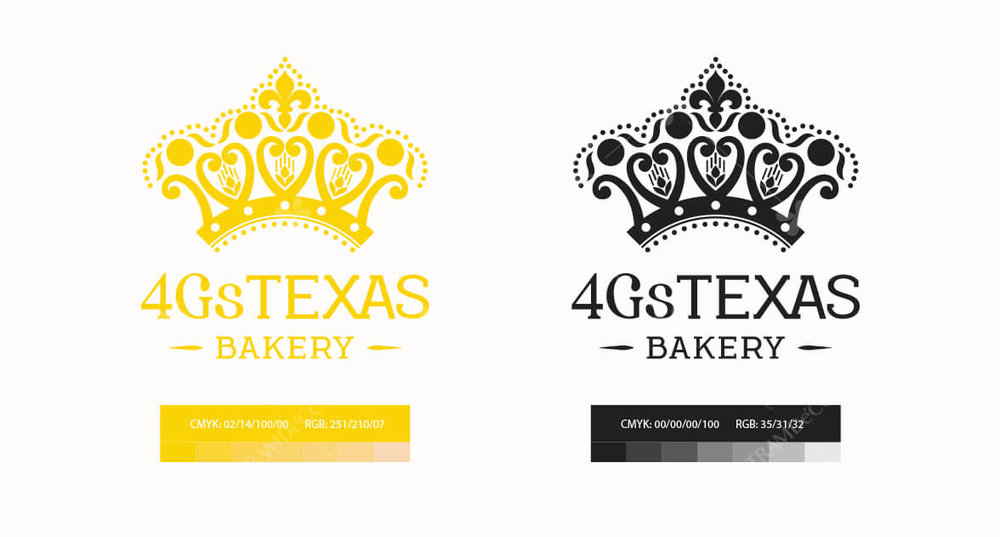 4GsTEXAS
BAKERY
CMYK: 02/14/100/00 RGB: 251/210/07
4GsTEXAS
BAKERY
CMYK: 00/00/00/100 RGB: 35/31/32